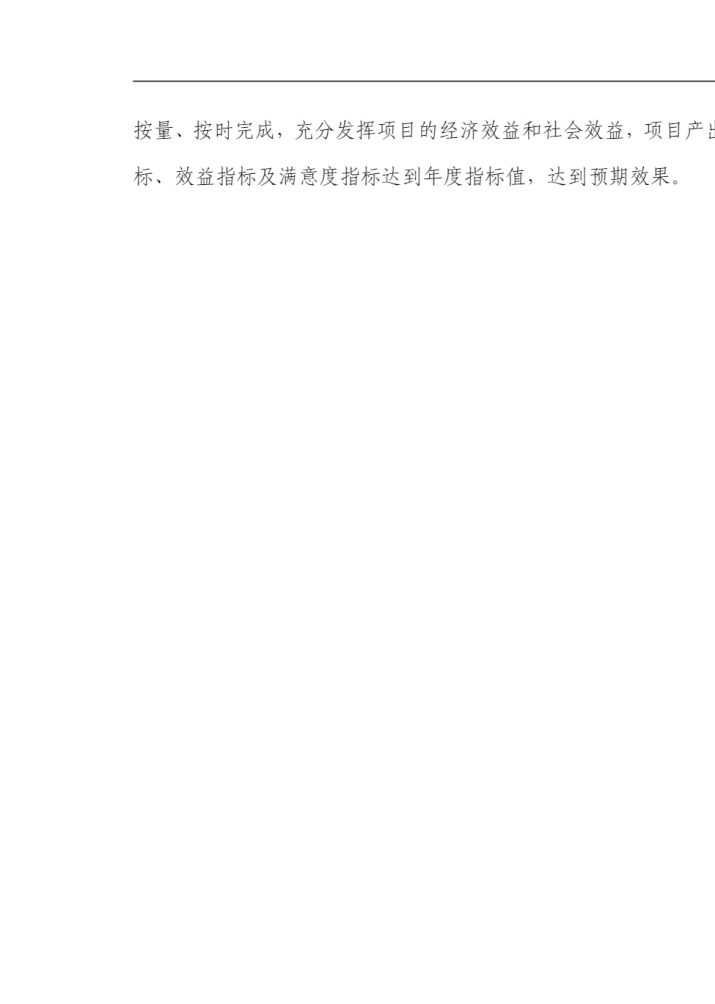 按量、按时完成，充分发挥项目的经济效益和社会效益，项目产
标、效益指标及满意度指标达到年度指标值，达到预期效果。